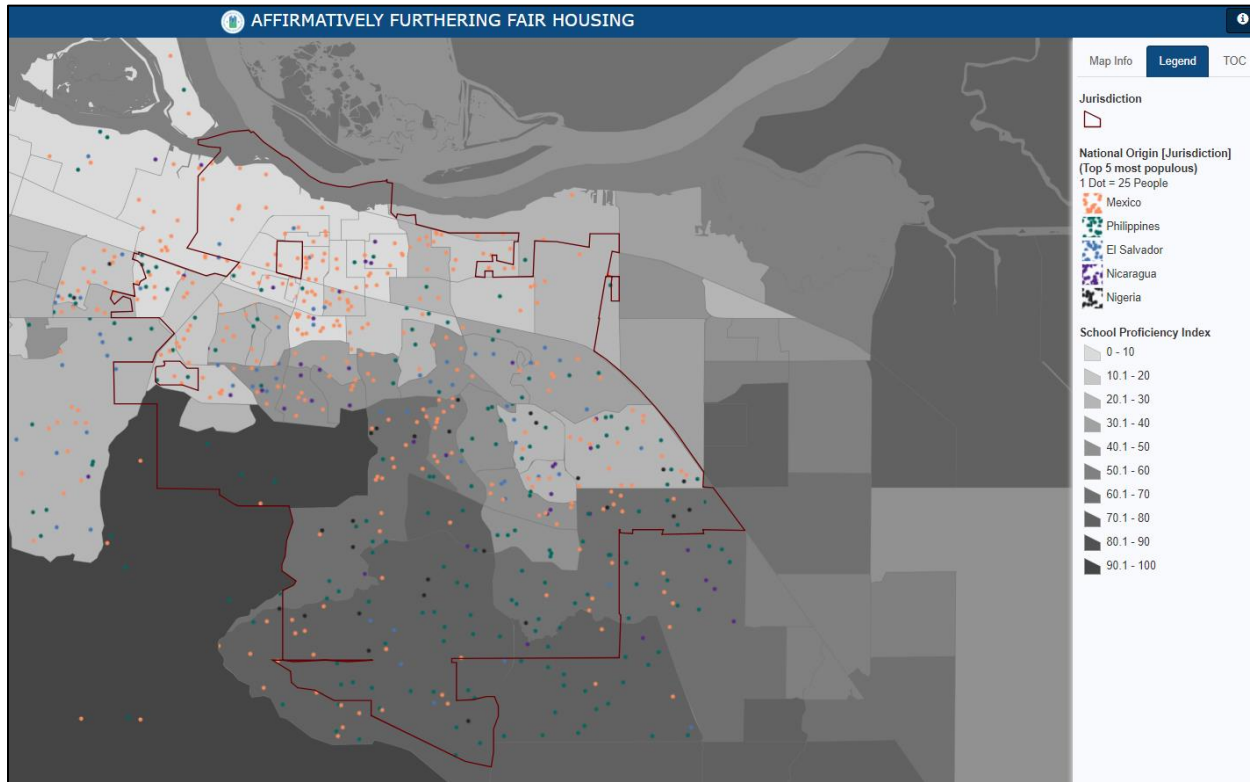 AFFIRMATIVELY FURTHERING FAIR HOUSING
Map Info Legend TOC
Jurisdiction
National Origin [Jurisdiction]
(Top 5 most populous)
1 Dot = 25 People
Mexico
Philippines
El Salvador
Nicaragua
Nigeria
School Proficiency Index
0 - 10
10.1 - 20
20.1 - 30
30.1 - 40
40.1 - 50
50.1 - 60
60.1 - 70
70.1 - 80
80.1 - 90
90.1 - 100